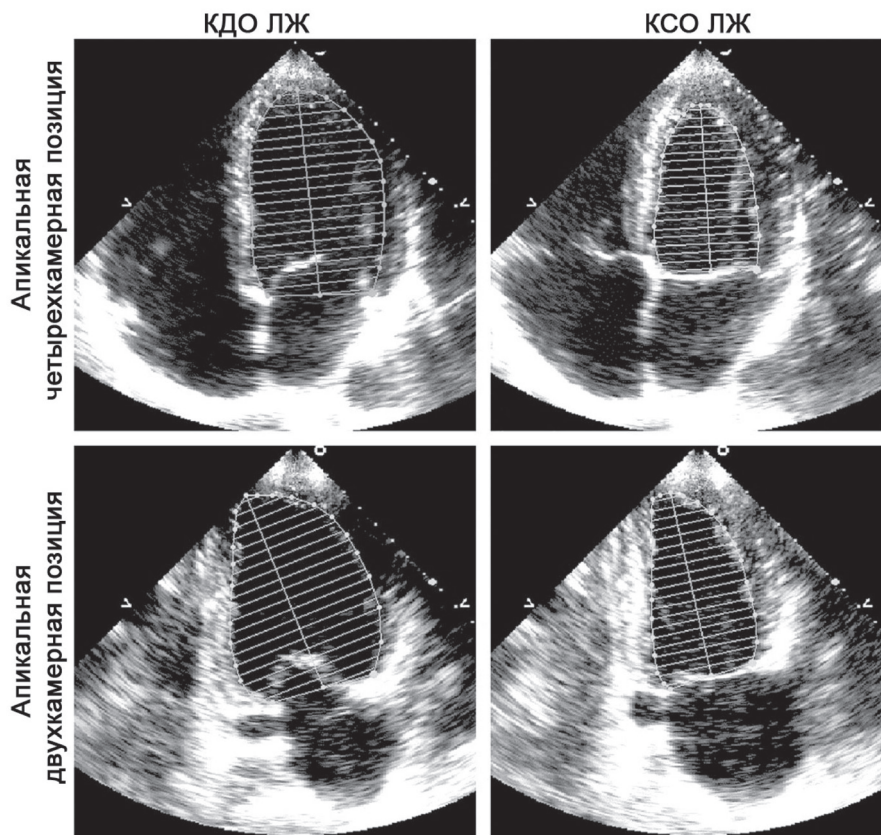 КДО ЛЖ
КСО ЛЖ
Апикальная
четырехкамерная позиция
Апикальная
двухкамерная позиция